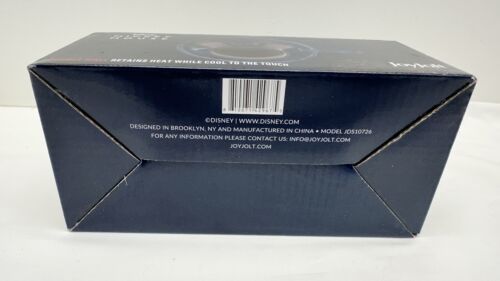 JoyJolt
RETAINS HEAT WHILE COOL TO THE TOUCH
©DISNEY | WWW.DISNEY.COM
DESIGNED IN BROOKLYN, NY AND MANUFACTURED IN CHINA • MODEL JDS10726
FOR ANY INFORMATION PLEASE CONTACT US: INFO@JOYJOLT.COM
JOYJOLT.COM